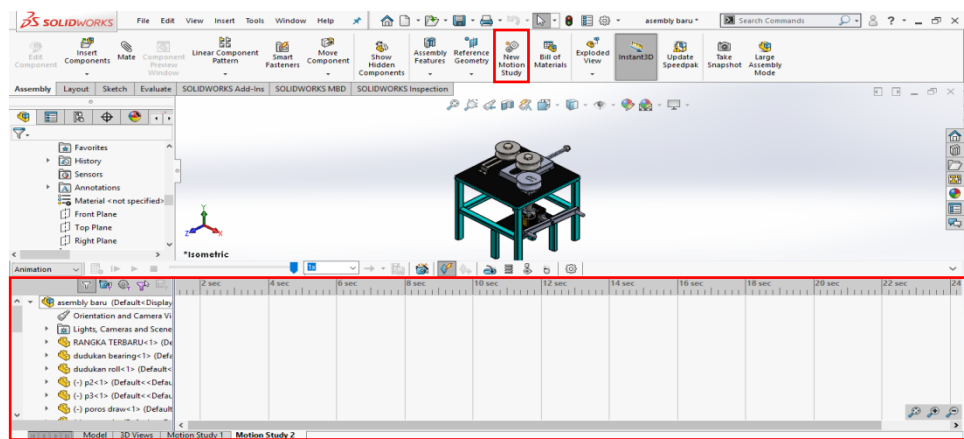 SOLIDWORKS File Edit View Insert Tools Window Help asembly baru * Search Commands
Edit Component
Insert Components
Mate
Component Preview Window
Linear Component Pattern
Smart Fasteners
Move Component
Show Hidden Components
Assembly Features
Reference Geometry
New Motion Study
Bill of Materials
Exploded View
Instant3D
Update Speedpak
Take Snapshot
Large Assembly Mode
Assembly Layout Sketch Evaluate SOLIDWORKS Add-Ins SOLIDWORKS MBD SOLIDWORKS Inspection
Favorites
History
Sensors
Annotations
Material <not specified>
Front Plane
Top Plane
Right Plane
*Isometric
Animation 1x
2 sec 4 sec 6 sec 8 sec 10 sec 12 sec 14 sec 16 sec 18 sec 20 sec 22 sec 24
asembly baru (Default<Display
Orientation and Camera Vi
Lights, Cameras and Scene
RANGKA TERBARU<1> (De
dudukan bearing<1> (Defa
dudukan roll<1> (Default<
(-) p2<1> (Default<<Defau
(-) p3<1> (Default<<Defau
(-) poros draw<1> (Default
Model 3D Views Motion Study 1 Motion Study 2